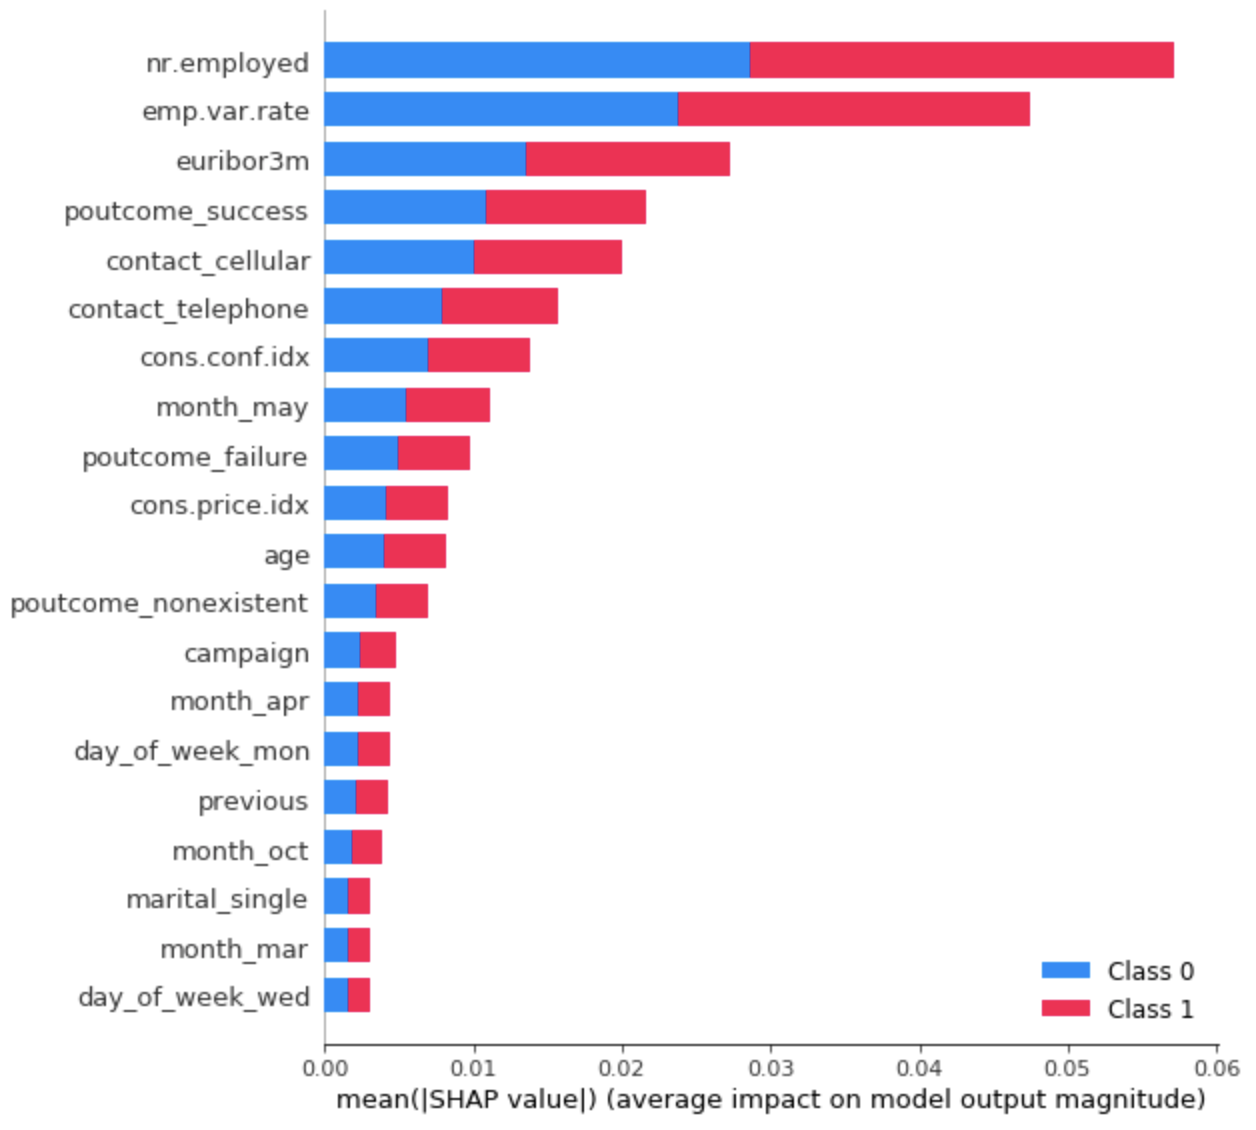 nr.employed
emp.var.rate
euribor3m
poutcome_success
contact_cellular
contact_telephone
cons.conf.idx
month_may
poutcome_failure
cons.price.idx
age
poutcome_nonexistent
campaign
month_apr
day_of_week_mon
previous
month_oct
marital_single
month_mar
day_of_week_wed
Class 0
Class 1
0.00 0.01 0.02 0.03 0.04 0.05 0.06
mean(|SHAP value|) (average impact on model output magnitude)